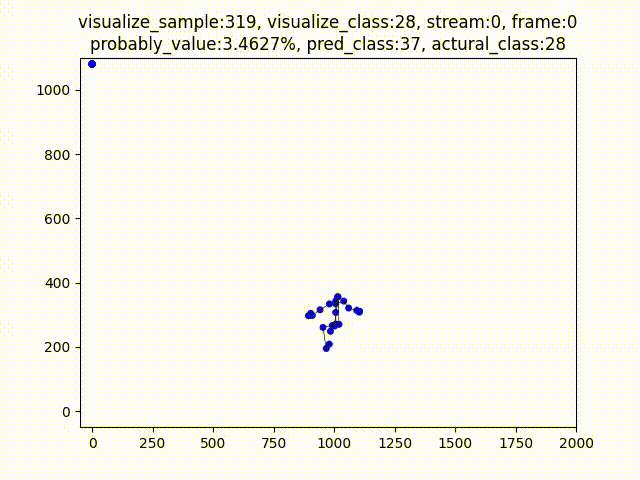 visualize_sample:319, visualize_class:28, stream:0, frame:0
probably_value:3.4627%, pred_class:37, actural_class:28
1000
800
600
400
200
0
0 250 500 750 1000 1250 1500 1750 2000